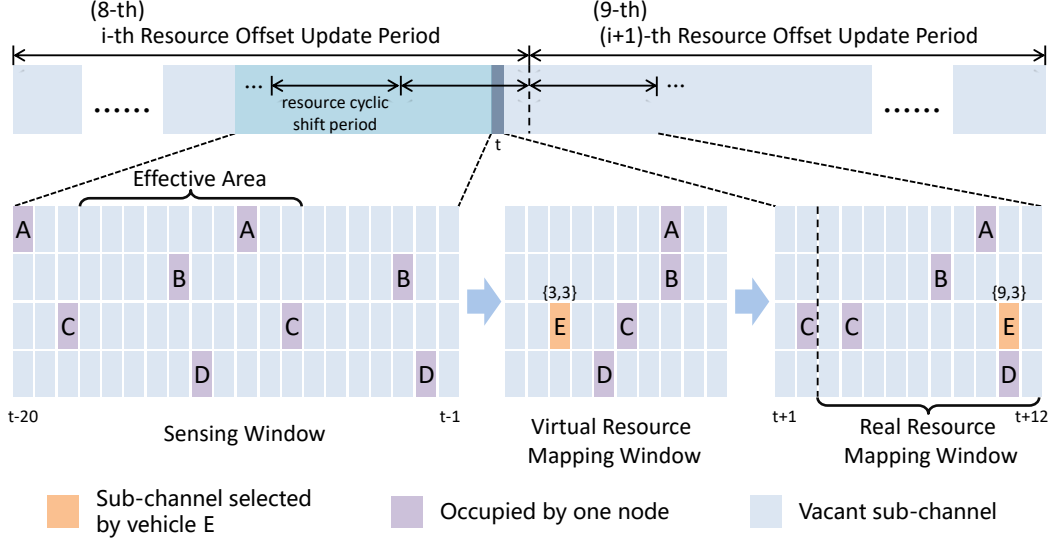 (8-th)
i-th Resource Offset Update Period
(9-th)
(i+1)-th Resource Offset Update Period
......
...
resource cyclic
shift period
...
......
t
Effective Area
A
A
A
A
B
B
B
B
{3,3}
{9,3}
C
C
E
C
C
C
E
D
D
D
D
t-20
t-1
t+1
t+12
Sensing Window
Virtual Resource
Mapping Window
Real Resource
Mapping Window
Sub-channel selected
by vehicle E
Occupied by one node
Vacant sub-channel